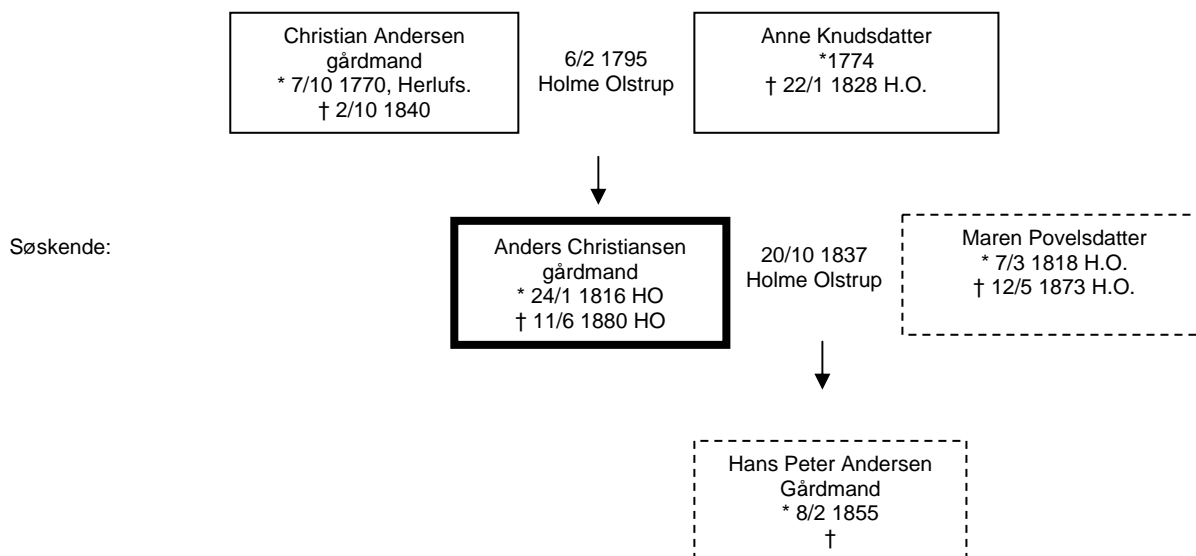 Christian Andersen
gårdmand
* 7/10 1770, Herlufs.
† 2/10 1840
6/2 1795
Holme Olstrup
Anne Knudsdatter
*1774
† 22/1 1828 H.O.
Søskende:
Anders Christiansen
gårdmand
* 24/1 1816 HO
† 11/6 1880 HO
20/10 1837
Holme Olstrup
Maren Povelsdatter
* 7/3 1818 H.O.
† 12/5 1873 H.O.
Hans Peter Andersen
Gårdmand
* 8/2 1855
†